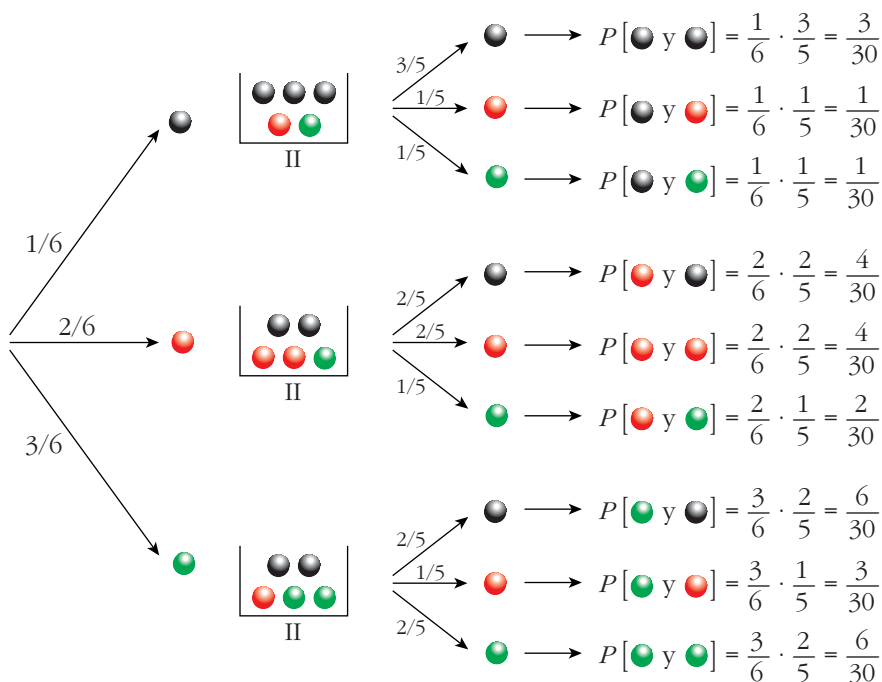 3/5 P [ y ] = 1/6 · 3/5 = 3/30
1/5 P [ y ] = 1/6 · 1/5 = 1/30
II
1/5 P [ y ] = 1/6 · 1/5 = 1/30
1/6
2/5 P [ y ] = 2/6 · 2/5 = 4/30
2/6 2/5 P [ y ] = 2/6 · 2/5 = 4/30
II
1/5 P [ y ] = 2/6 · 1/5 = 2/30
3/6
2/5 P [ y ] = 3/6 · 2/5 = 6/30
1/5 P [ y ] = 3/6 · 1/5 = 3/30
II
2/5 P [ y ] = 3/6 · 2/5 = 6/30